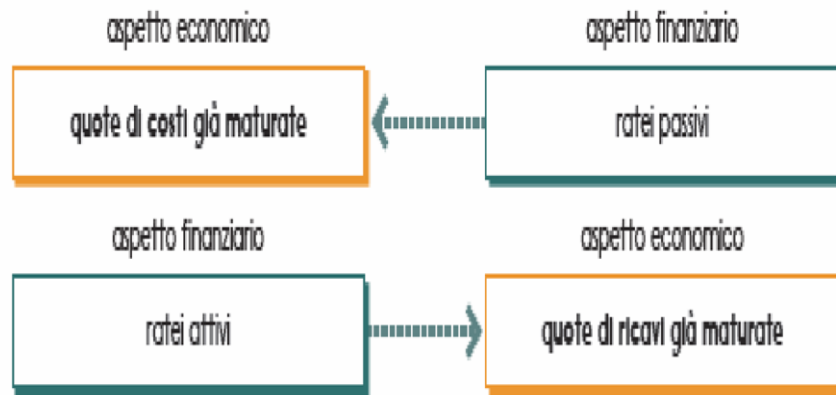 aspetto economico
aspetto finanziario
quote di costi già maturate
ratei passivi
aspetto finanziario
aspetto economico
ratei attivi
quote di ricavi già maturate